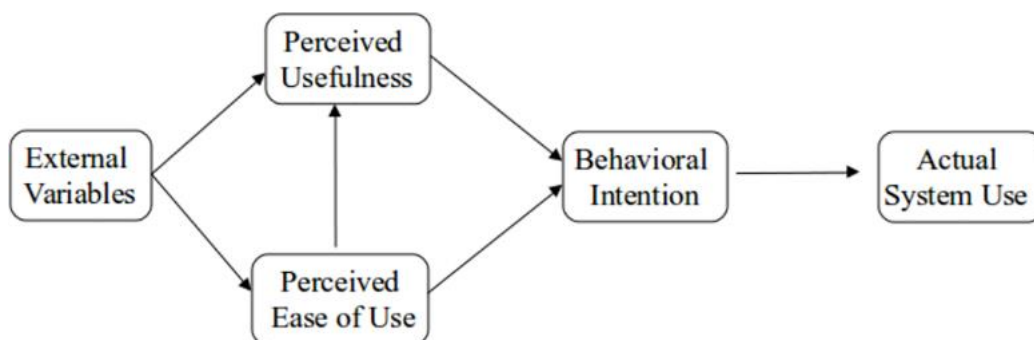 Perceived
Usefulness
External
Variables
Behavioral
Intention
Actual
System Use
Perceived
Ease of Use